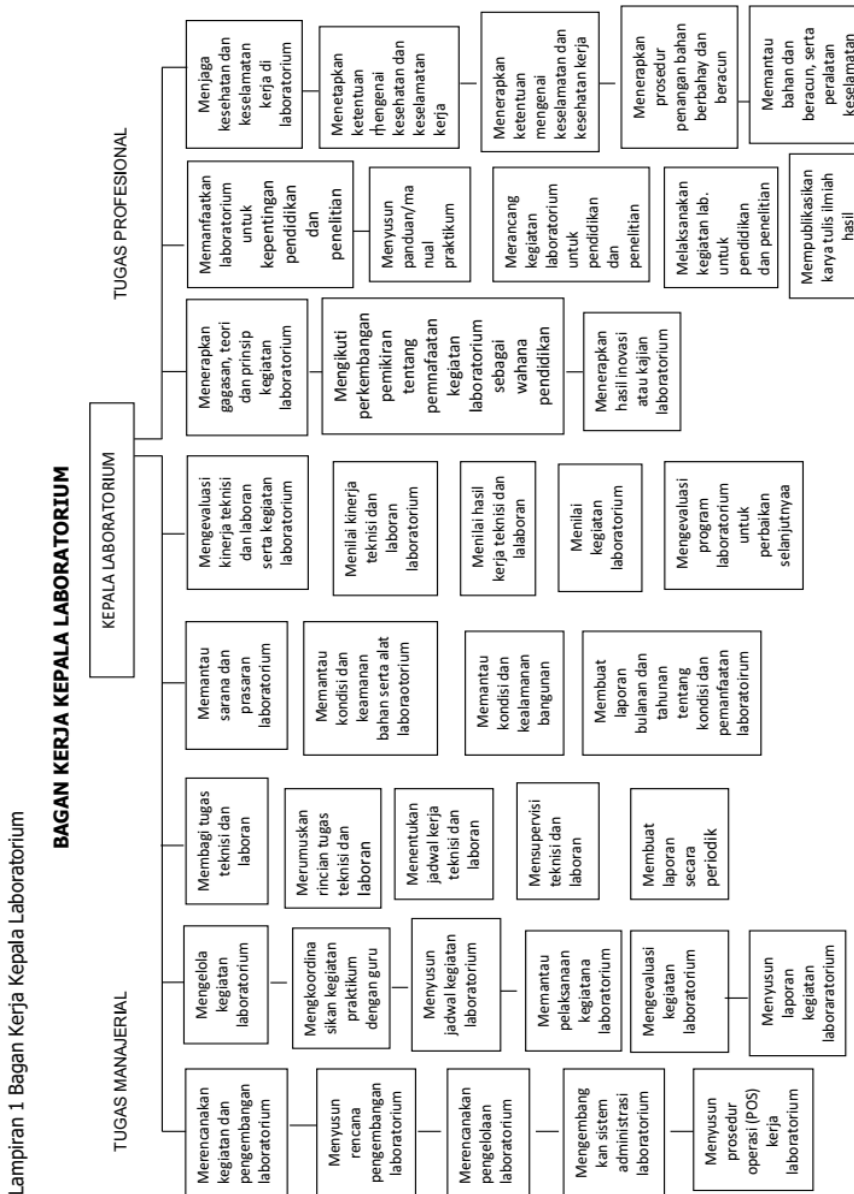 Lampiran 1 Bagan Kerja Kepala Laboratorium
BAGAN KERJA KEPALA LABORATORIUM
KEPALA LABORATORIUM
TUGAS MANAJERIAL
TUGAS PROFESIONAL
Merencanakan
kegiatan dan
pengembangan
laboratorium
Menyusun
rencana
pengembangan
laboratorium
Merencanakan
pengelolaan
laboratorium
Mengembang
kan sistem
administrasi
laboratorium
Menyusun
prosedur
operasi (POS)
kerja
laboratorium
Mengelola
kegiatan
laboratorium
Mengkoordina
sikan kegiatan
praktikum
dengan guru
Menyusun
jadwal kegiatan
laboratorium
Memantau
pelaksanaan
kegiatana
laboratorium
Mengevaluasi
kegiatan
laboratorium
Menyusun
laporan
kegiatan
laboraratorium
Membagi tugas
teknisi dan
laboran
Merumuskan
rincian tugas
teknisi dan
laboran
Menentukan
jadwal kerja
teknisi dan
laboran
Mensupervisi
teknisi dan
laboran
Membuat
laporan
secara
periodik
Memantau
sarana dan
prasaran
laboratorium
Memantau
kondisi dan
keamanan
bahan serta alat
laboraotorium
Memantau
kondisi dan
kealamanan
bangunan
Membuat
laporan
bulanan dan
tahunan
tentang
kondisi dan
pemanfaatan
laboratoirum
Mengevaluasi
kinerja teknisi
dan laboran
serta kegiatan
laboratorium
Menilai kinerja
teknisi dan
laboran
laboratorium
Menilai hasil
kerja teknisi dan
lalaboran
Menilai
kegiatan
laboratorium
Mengevaluasi
program
laboratorium
untuk
perbaikan
selanjutnyaa
Menerapkan
gagasan, teori
dan prinsip
kegiatan
laboratorium
Mengikuti
perkembangan
pemikiran
tentang
pemnafaatan
kegiatan
laboratorium
sebagai
wahana
pendidikan
Menerapkan
hasil inovasi
atau kajian
laboratorium
Memanfaatkan
laboratorium
untuk
kepentingan
pendidikan
dan
penelitian
Menyusun
panduan/ma
nual
praktikum
Merancang
kegiatan
laboratorium
untuk
pendidikan
dan
penelitian
Melaksanakan
kegiatan lab.
untuk
pendidikan
dan penelitian
Mempublikasikan
karya tulis ilmiah
hasil
Menjaga
kesehatan dan
keselamatan
kerja di
laboratorium
Menetapkan
ketentuan
mengenai
kesehatan dan
keselamatan
kerja
Menerapkan
ketentuan
mengenai
keselamatan dan
kesehatan kerja
Menerapkan
prosedur
penangan bahan
berbahay dan
beracun
Memantau
bahan dan
beracun, serta
peralatan
keselamatan